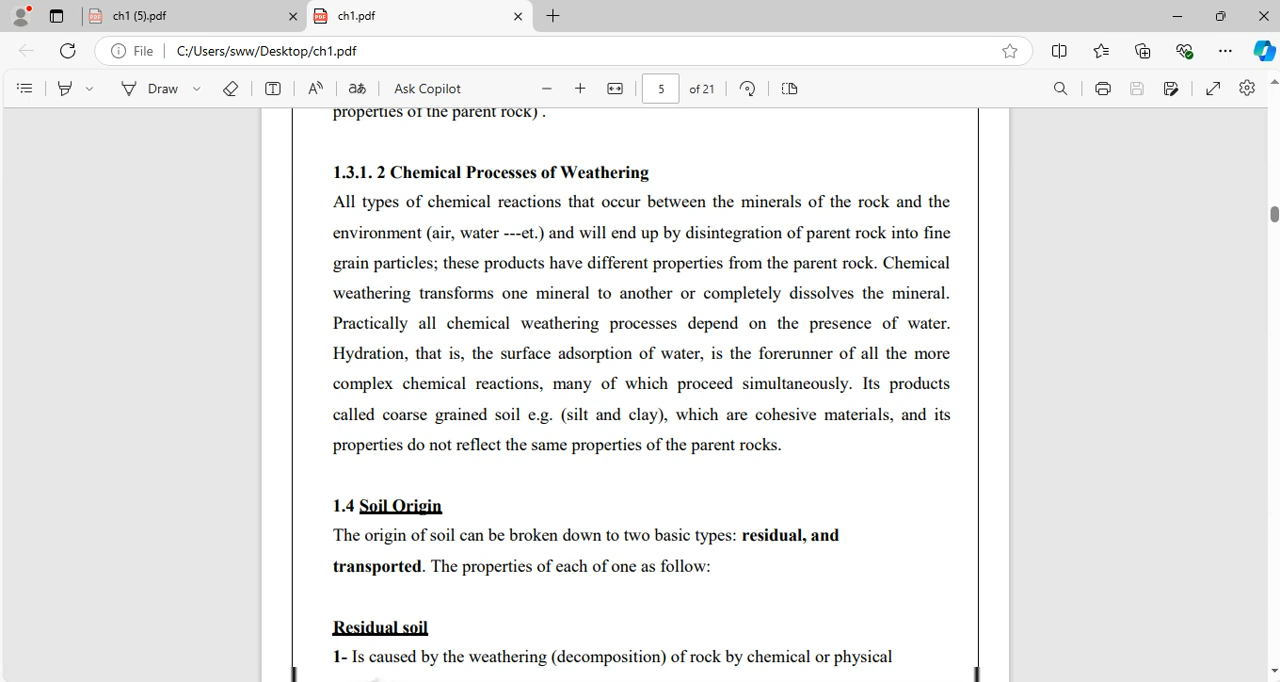 ch1 (5).pdf
ch1.pdf
File
C:/Users/sww/Desktop/ch1.pdf
Draw
T
A
aあ
Ask Copilot
5
of 21
properties of the parent rock) .
1.3.1. 2 Chemical Processes of Weathering
All types of chemical reactions that occur between the minerals of the rock and the
environment (air, water ---et.) and will end up by disintegration of parent rock into fine
grain particles; these products have different properties from the parent rock. Chemical
weathering transforms one mineral to another or completely dissolves the mineral.
Practically all chemical weathering processes depend on the presence of water.
Hydration, that is, the surface adsorption of water, is the forerunner of all the more
complex chemical reactions, many of which proceed simultaneously. Its products
called coarse grained soil e.g. (silt and clay), which are cohesive materials, and its
properties do not reflect the same properties of the parent rocks.
1.4 Soil Origin
The origin of soil can be broken down to two basic types: residual, and
transported. The properties of each of one as follow:
Residual soil
1- Is caused by the weathering (decomposition) of rock by chemical or physical